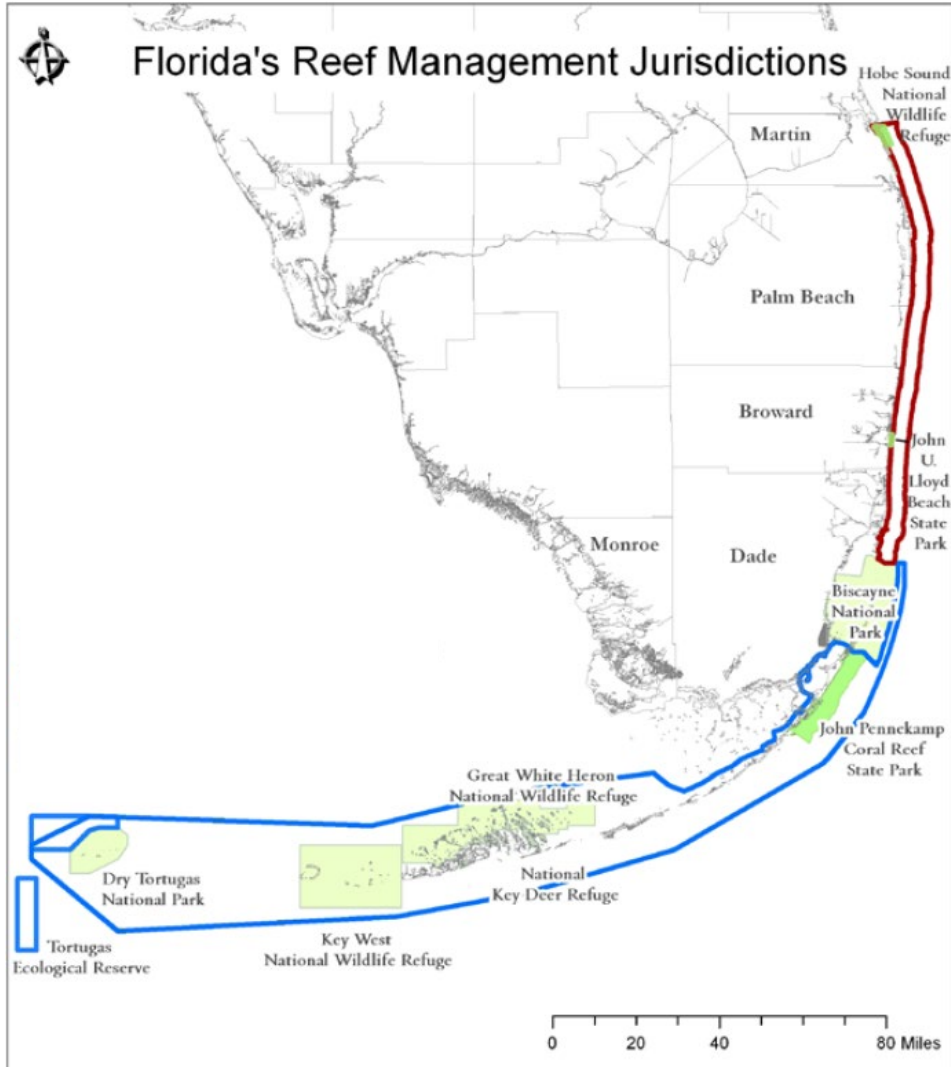 Florida's Reef Management Jurisdictions
Hobe Sound
National
Wildlife
Refuge
Martin
Palm Beach
Broward
John
U.
Lloyd
Beach
State
Park
Monroe
Dade
Biscayne
National
Park
John Pennekamp
Coral Reef
State Park
Great White Heron
National Wildlife Refuge
Dry Tortugas
National Park
National
Key Deer Refuge
Key West
National Wildlife Refuge
Tortugas
Ecological Reserve
0 20 40 80 Miles